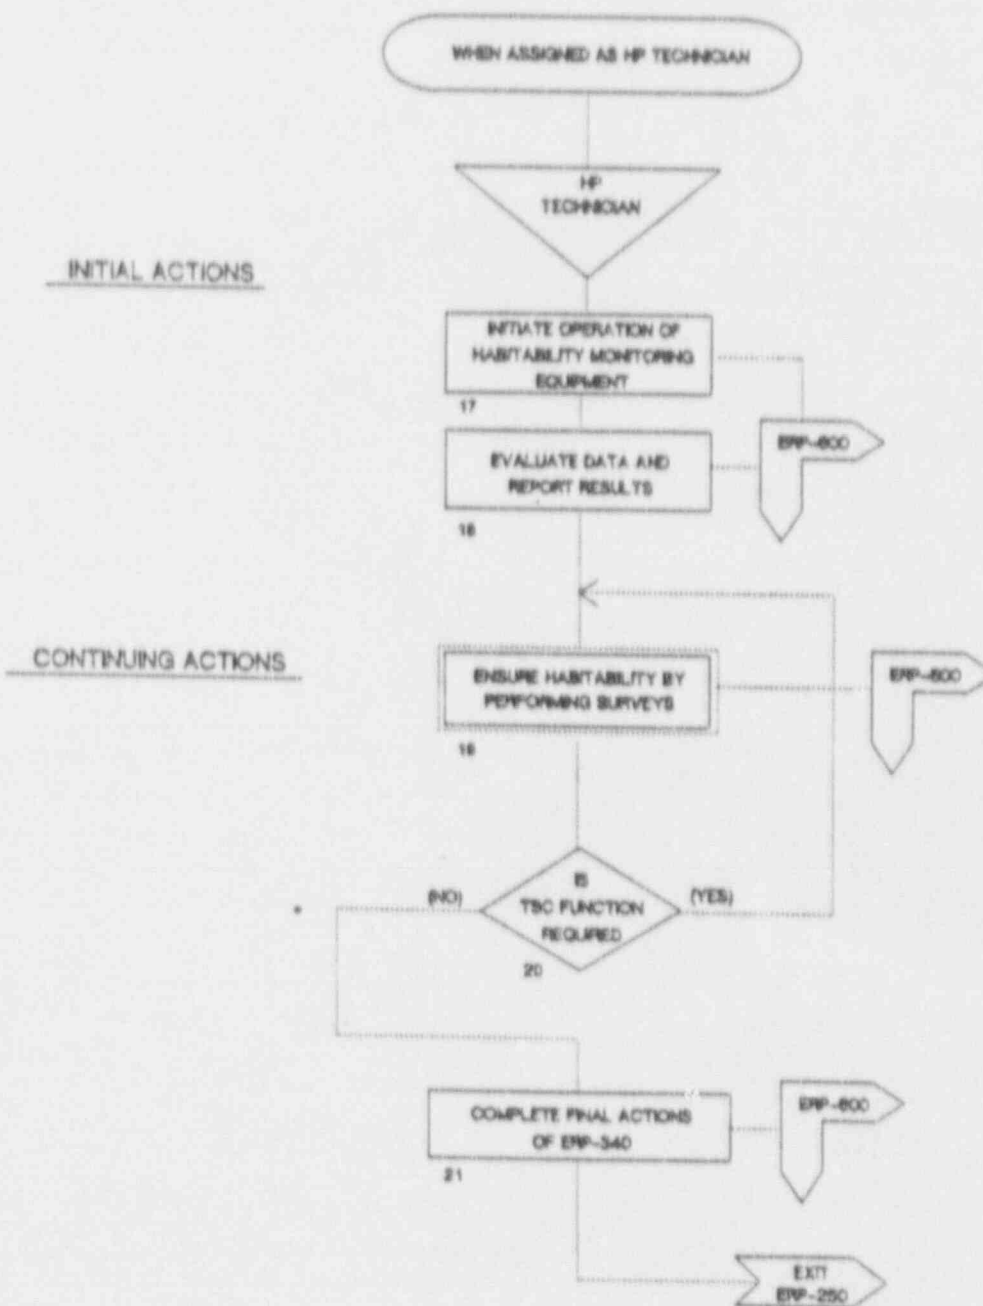 WHEN ASSIGNED AS HP TECHNICIAN
HP
TECHNICIAN
INITIAL ACTIONS
INITIATE OPERATION OF
HABITABILITY MONITORING
EQUIPMENT
17
ERP-600
EVALUATE DATA AND
REPORT RESULTS
18
CONTINUING ACTIONS
ENSURE HABITABILITY BY
PERFORMING SURVEYS
ERP-600
19
(NO)
IS
TSC FUNCTION
REQUIRED
(YES)
20
COMPLETE FINAL ACTIONS
OF ERP-340
ERP-600
21
EXIT
ERP-250